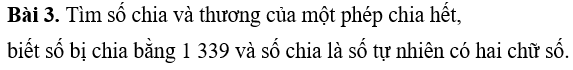 Bài 3. Tìm số chia và thương của một phép chia hết,
biết số bị chia bằng 1 339 và số chia là số tự nhiên có hai chữ số.